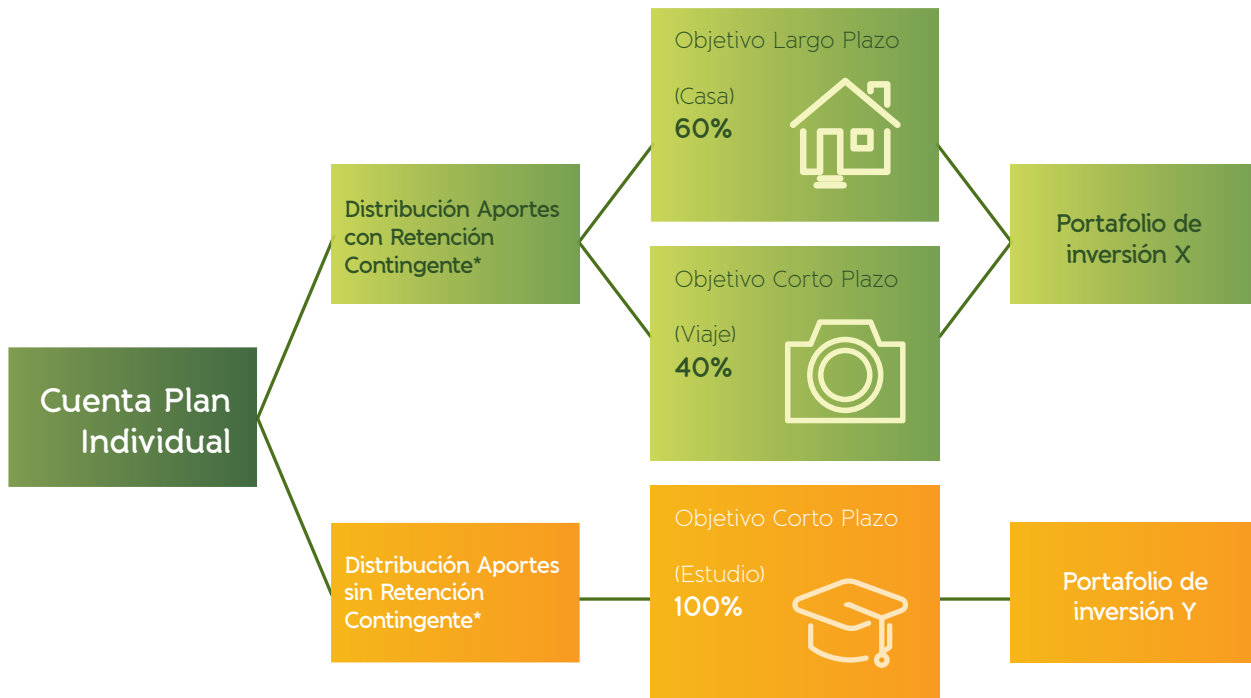 Cuenta Plan
Individual
Distribución Aportes
con Retención
Contingente*
Objetivo Largo Plazo
(Casa)
60%
Objetivo Corto Plazo
(Viaje)
40%
Portafolio de
inversión X
Distribución Aportes
sin Retención
Contingente*
Objetivo Corto Plazo
(Estudio)
100%
Portafolio de
inversión Y